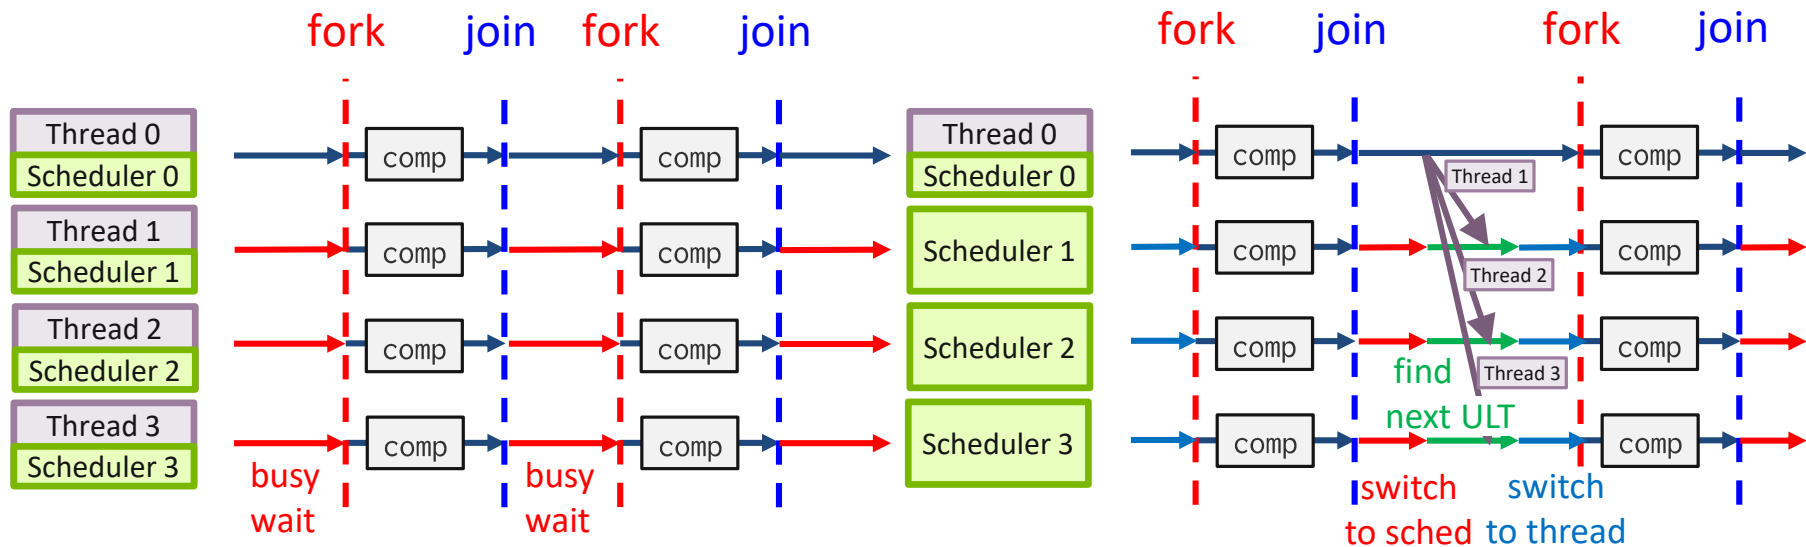 fork
join
fork
join
Thread 0
Scheduler 0
Thread 1
Scheduler 1
Thread 2
Scheduler 2
Thread 3
Scheduler 3
comp
comp
comp
comp
comp
comp
comp
comp
busy
wait
busy
wait
fork
join
fork
join
Thread 0
Scheduler 0
Scheduler 1
Scheduler 2
Scheduler 3
comp
comp
comp
comp
comp
comp
comp
comp
Thread 1
Thread 2
Thread 3
find
next ULT
switch
to sched
switch
to thread